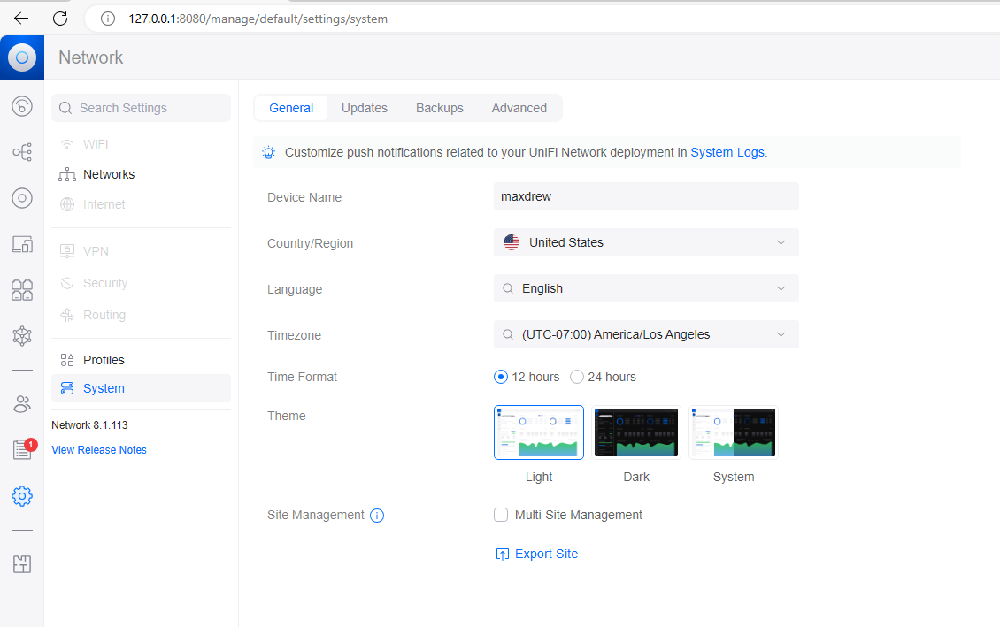 127.0.0.1:8080/manage/default/settings/system
Network
Search Settings
WiFi
Networks
Internet
VPN
Security
Routing
Profiles
System
Network 8.1.113
View Release Notes
1
General Updates Backups Advanced
Customize push notifications related to your UniFi Network deployment in System Logs.
Device Name maxdrew
Country/Region United States
Language English
Timezone (UTC-07:00) America/Los Angeles
Time Format 12 hours 24 hours
Theme
Light Dark System
Site Management Multi-Site Management
Export Site